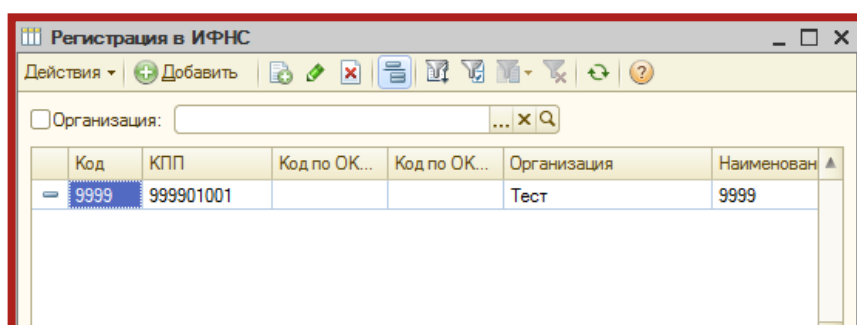 Регистрация в ИФНС
Действия Добавить
Организация: ...
Код КПП Код по ОК... Код по ОК... Организация Наименован
9999 999901001 Тест 9999